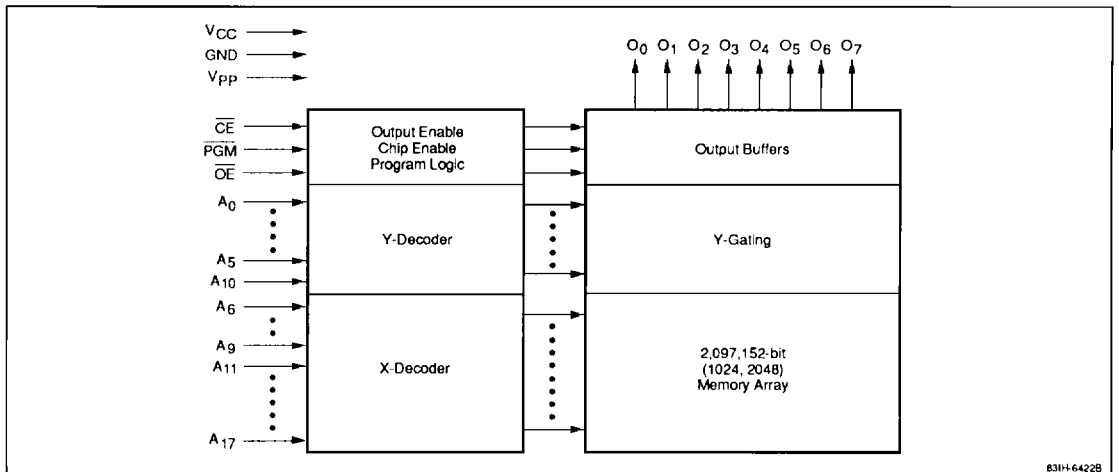 VCC
GND
VPP
CE
PGM
OE
A0
A5
A10
A6
A9
A11
A17
O0 O1 O2 O3 O4 O5 O6 O7
Output Enable
Chip Enable
Program Logic
Y-Decoder
X-Decoder
Output Buffers
Y-Gating
2,097,152-bit
(1024, 2048)
Memory Array
83IH-6422B